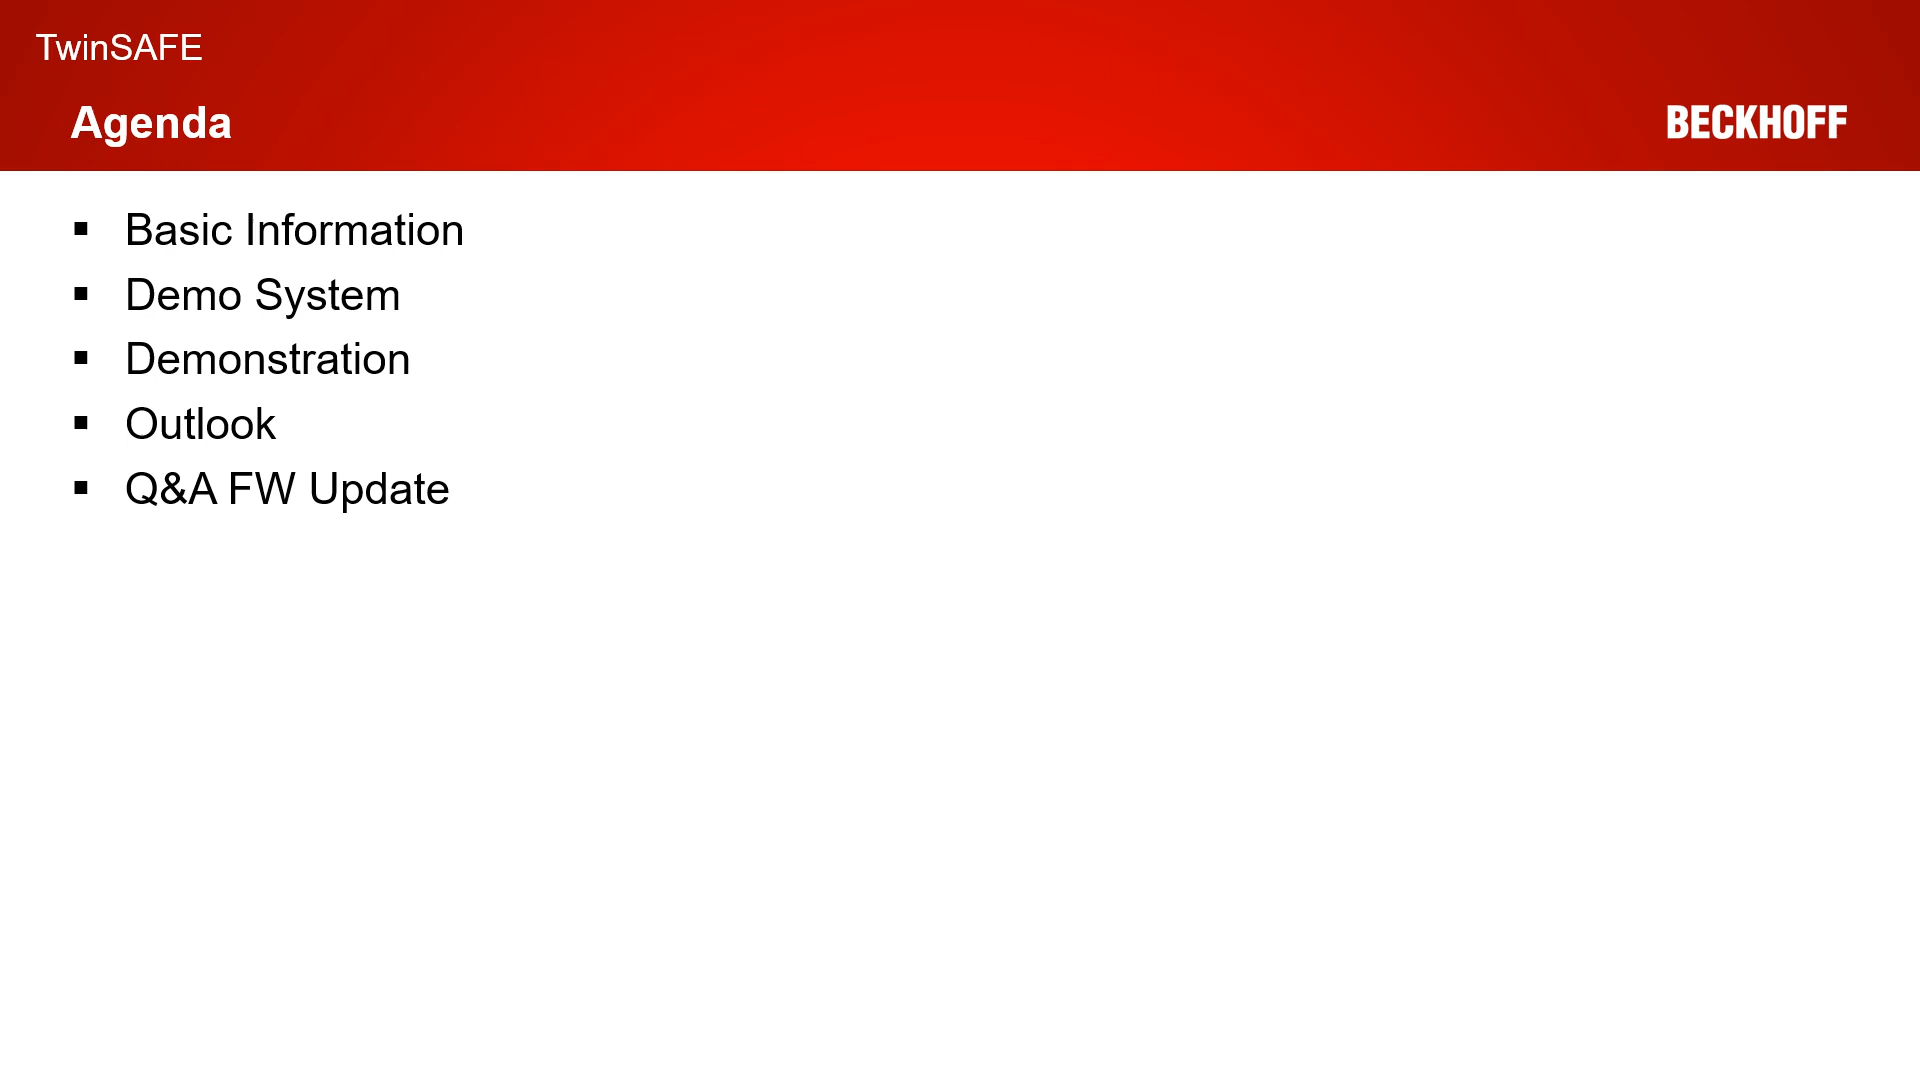 TwinSAFE
Agenda
BECKHOFF
▪ Basic Information
▪ Demo System
▪ Demonstration
▪ Outlook
▪ Q&A FW Update